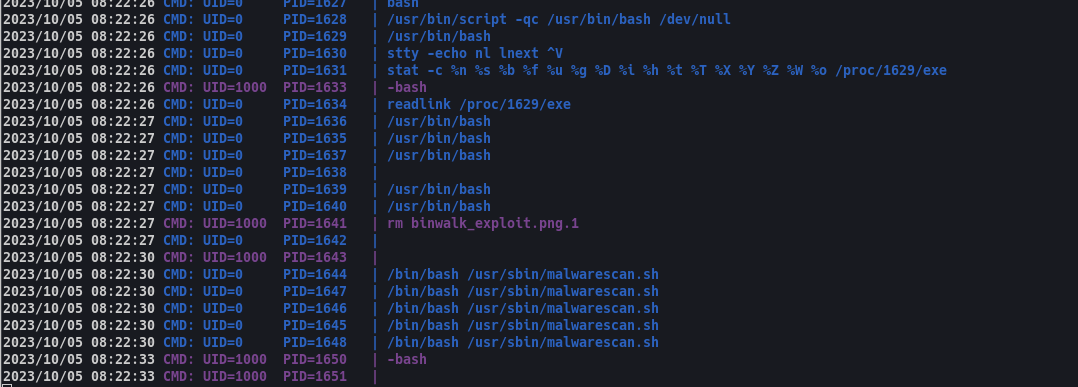 2023/10/05 08:22:26 CMD: UID=0 PID=1627 | bash
2023/10/05 08:22:26 CMD: UID=0 PID=1628 | /usr/bin/script -qc /usr/bin/bash /dev/null
2023/10/05 08:22:26 CMD: UID=0 PID=1629 | /usr/bin/bash
2023/10/05 08:22:26 CMD: UID=0 PID=1630 | stty -echo nl lnext ^V
2023/10/05 08:22:26 CMD: UID=0 PID=1631 | stat -c %n %s %b %f %u %g %D %i %h %t %T %X %Y %Z %W %o /proc/1629/exe
2023/10/05 08:22:26 CMD: UID=1000 PID=1633 | -bash
2023/10/05 08:22:26 CMD: UID=0 PID=1634 | readlink /proc/1629/exe
2023/10/05 08:22:27 CMD: UID=0 PID=1636 | /usr/bin/bash
2023/10/05 08:22:27 CMD: UID=0 PID=1635 | /usr/bin/bash
2023/10/05 08:22:27 CMD: UID=0 PID=1637 | /usr/bin/bash
2023/10/05 08:22:27 CMD: UID=0 PID=1638 |
2023/10/05 08:22:27 CMD: UID=0 PID=1639 | /usr/bin/bash
2023/10/05 08:22:27 CMD: UID=0 PID=1640 | /usr/bin/bash
2023/10/05 08:22:27 CMD: UID=1000 PID=1641 | rm binwalk_exploit.png.1
2023/10/05 08:22:27 CMD: UID=0 PID=1642 |
2023/10/05 08:22:30 CMD: UID=1000 PID=1643 |
2023/10/05 08:22:30 CMD: UID=0 PID=1644 | /bin/bash /usr/sbin/malwarescan.sh
2023/10/05 08:22:30 CMD: UID=0 PID=1647 | /bin/bash /usr/sbin/malwarescan.sh
2023/10/05 08:22:30 CMD: UID=0 PID=1646 | /bin/bash /usr/sbin/malwarescan.sh
2023/10/05 08:22:30 CMD: UID=0 PID=1645 | /bin/bash /usr/sbin/malwarescan.sh
2023/10/05 08:22:30 CMD: UID=0 PID=1648 | /bin/bash /usr/sbin/malwarescan.sh
2023/10/05 08:22:33 CMD: UID=1000 PID=1650 | -bash
2023/10/05 08:22:33 CMD: UID=1000 PID=1651 |